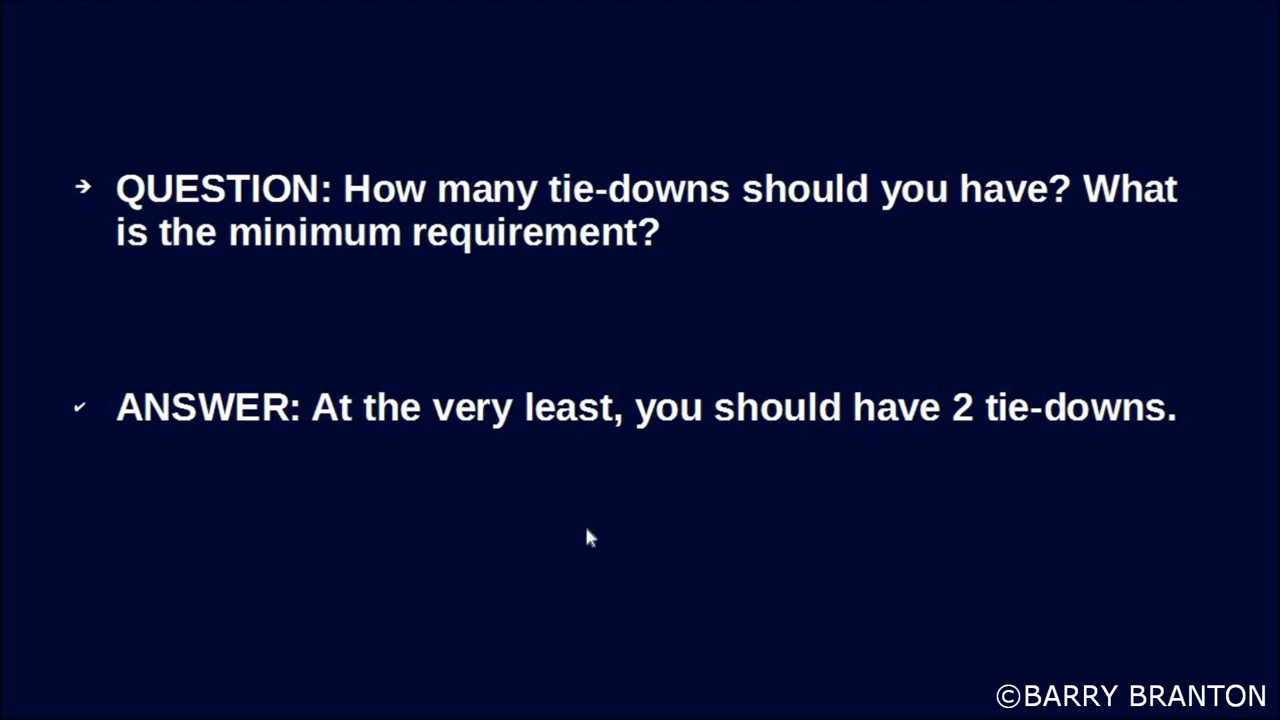 ➔ QUESTION: How many tie-downs should you have? What
is the minimum requirement?
✔ ANSWER: At the very least, you should have 2 tie-downs.
©BARRY BRANTON